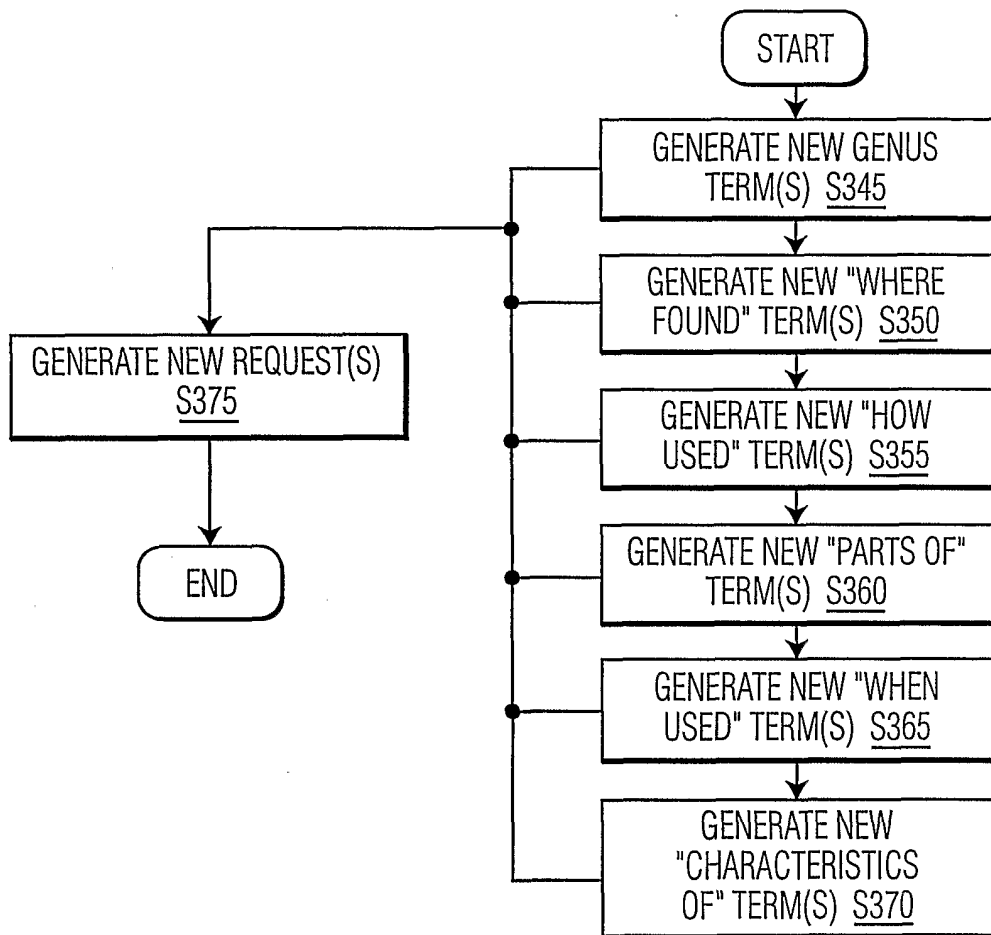 START
GENERATE NEW GENUS
TERM(S) S345
GENERATE NEW "WHERE
FOUND" TERM(S) S350
GENERATE NEW "HOW
USED" TERM(S) S355
GENERATE NEW "PARTS OF"
TERM(S) S360
GENERATE NEW "WHEN
USED" TERM(S) S365
GENERATE NEW
"CHARACTERISTICS
OF" TERM(S) S370
GENERATE NEW REQUEST(S)
S375
END